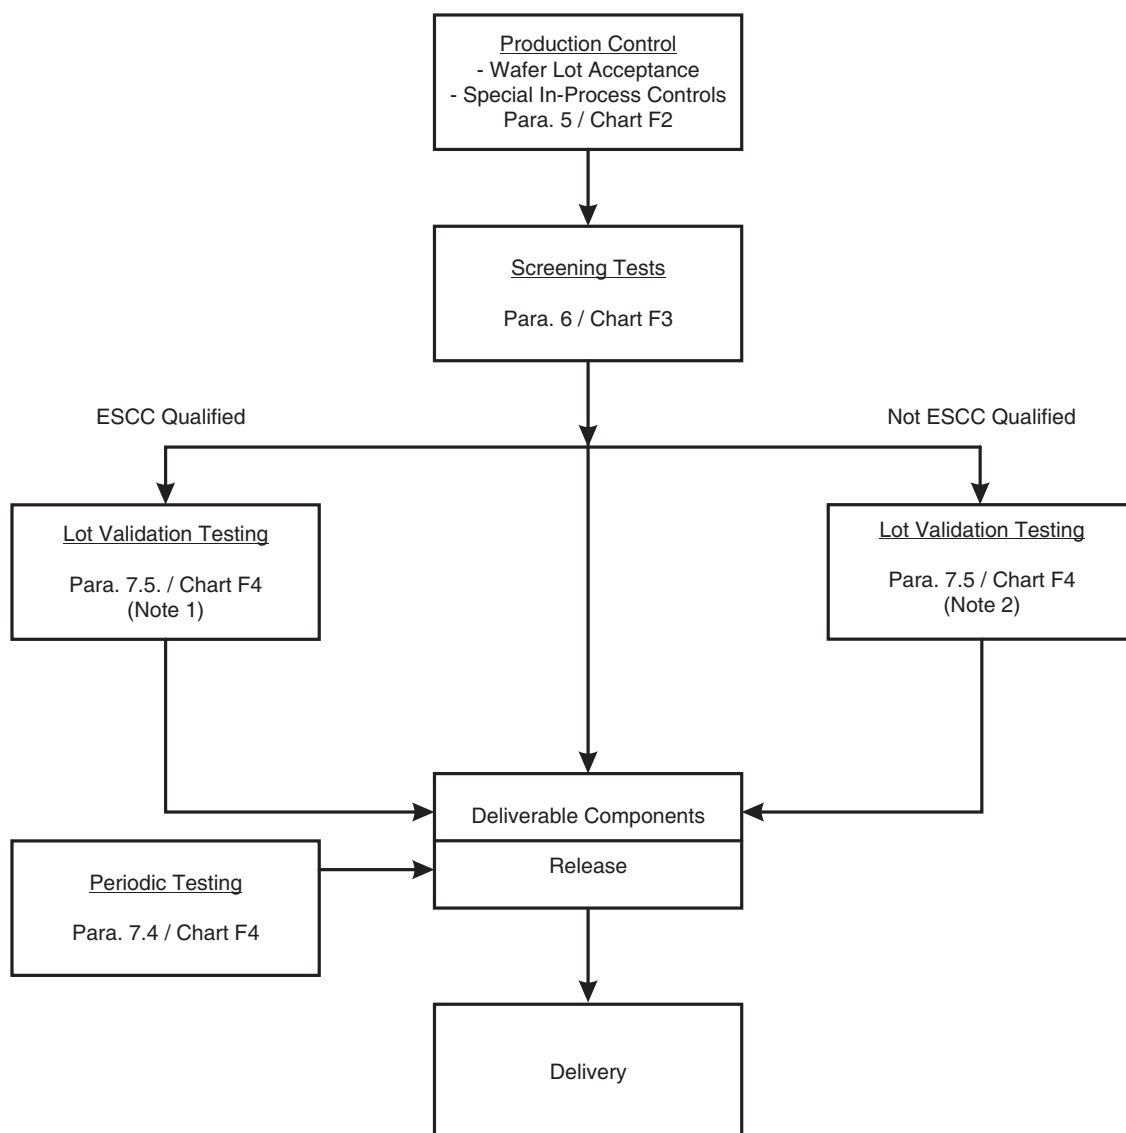 Production Control
- Wafer Lot Acceptance
- Special In-Process Controls
Para. 5 / Chart F2
Screening Tests
Para. 6 / Chart F3
ESCC Qualified
Not ESCC Qualified
Lot Validation Testing
Para. 7.5. / Chart F4
(Note 1)
Lot Validation Testing
Para. 7.5 / Chart F4
(Note 2)
Deliverable Components
Release
Periodic Testing
Para. 7.4 / Chart F4
Delivery